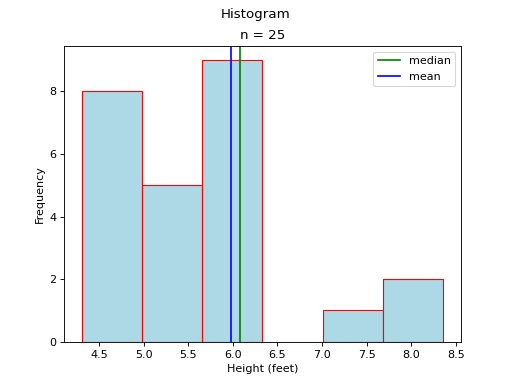 Histogram
n = 25
median
mean
Frequency
8
6
4
2
0
4.5 5.0 5.5 6.0 6.5 7.0 7.5 8.0 8.5
Height (feet)